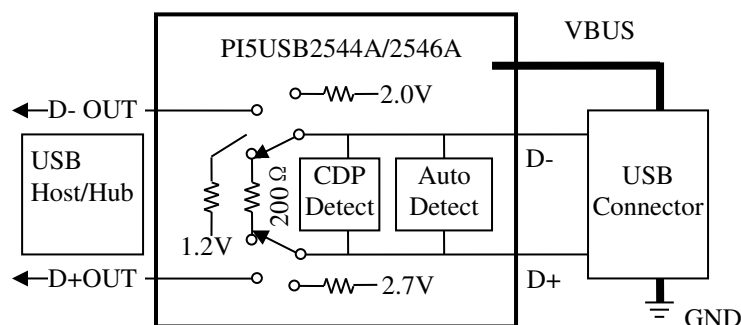 PI5USB2544A/2546A
VBUS
2.0V
D- OUT
USB
Host/Hub
200Ω
CDP
Detect
Auto
Detect
D-
USB
Connector
1.2V
D+OUT
2.7V
D+
GND